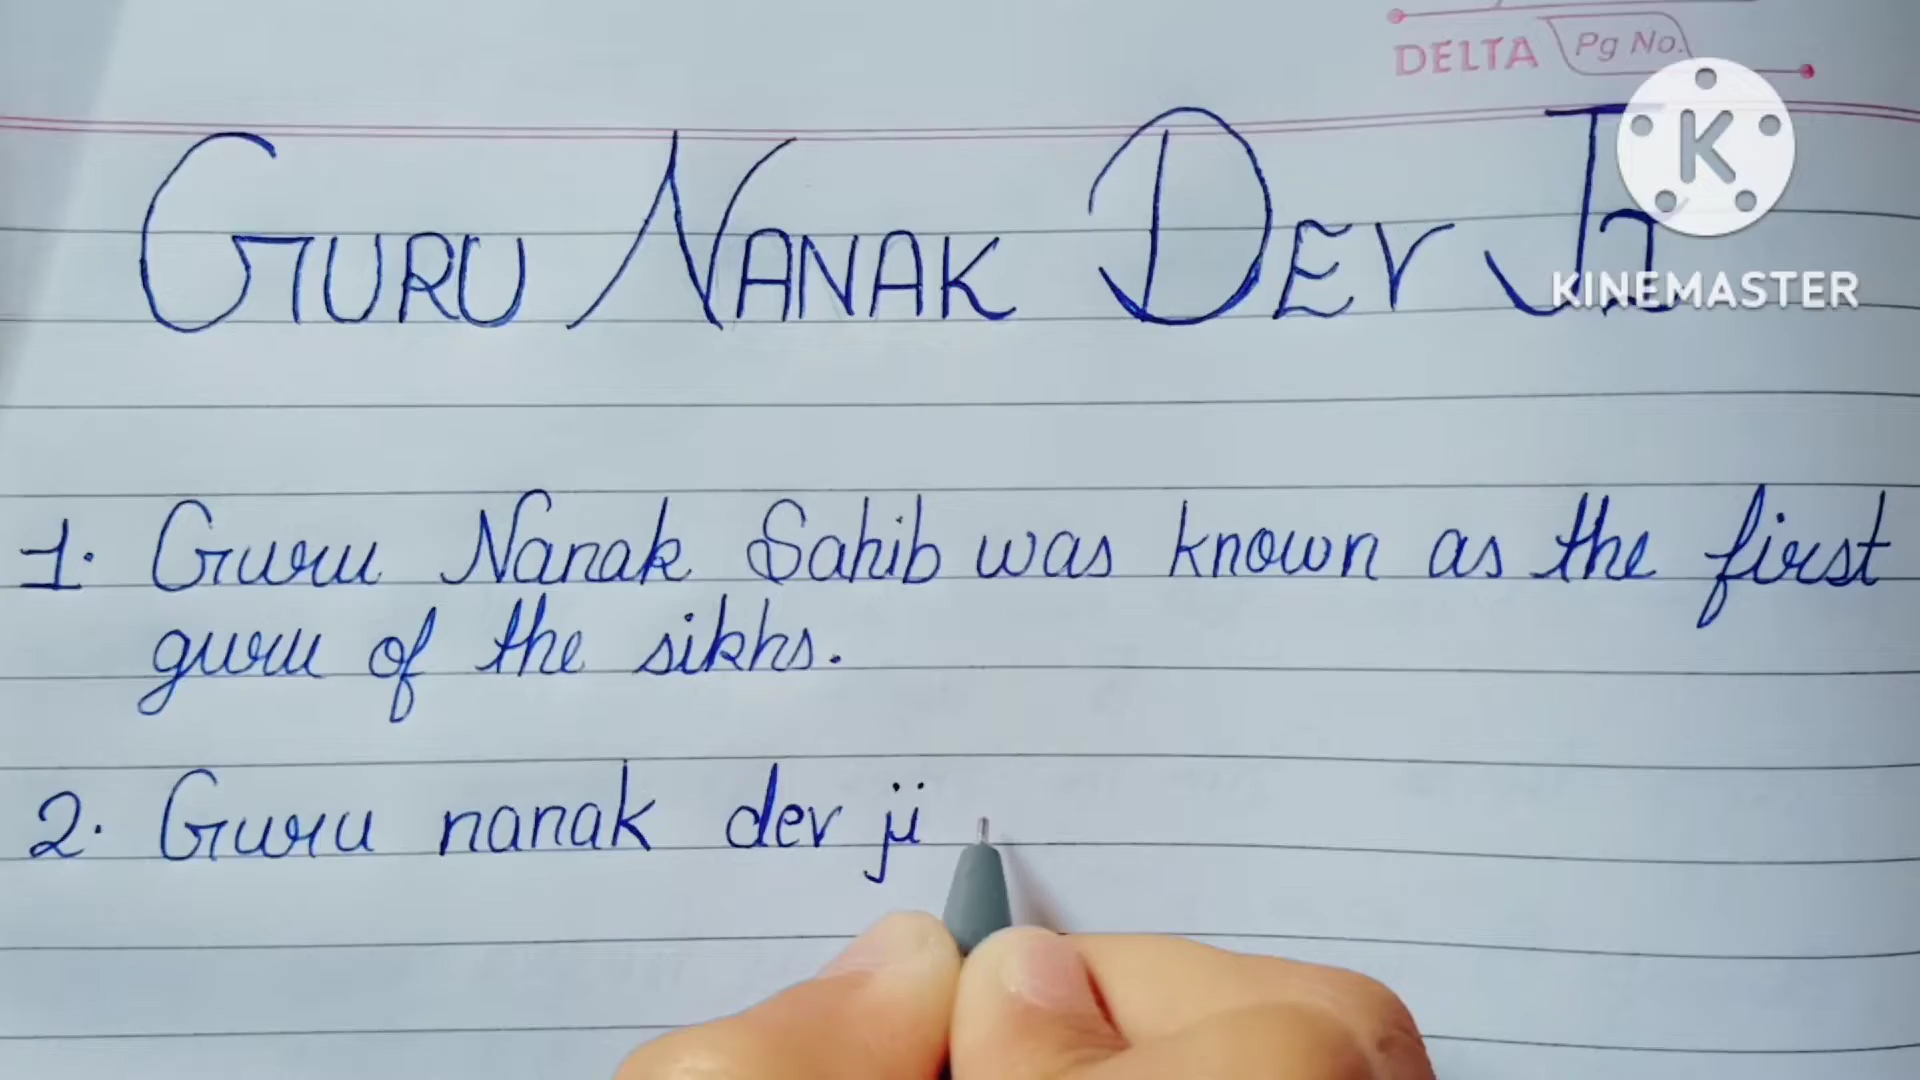 DELTA Pg No.
GURU NANAK DEV JI
K
KINEMASTER
1. Guru Nanak Sahib was known as the first
guru of the sikhs.
2. Guru nanak dev ji